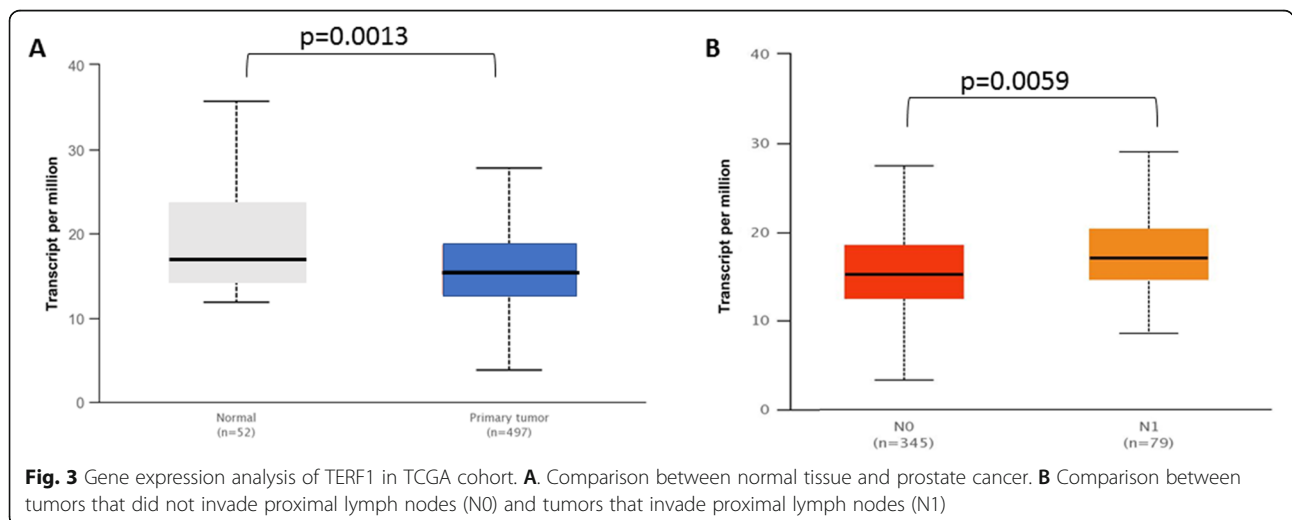 A
p=0.0013
40
30
20
10
0
Transcript per million
Normal
(n=52)
Primary tumor
(n=497)
B
p=0.0059
40
30
20
10
0
Transcript per million
N0
(n=345)
N1
(n=79)
Fig. 3 Gene expression analysis of TERF1 in TCGA cohort. A. Comparison between normal tissue and prostate cancer. B Comparison between
tumors that did not invade proximal lymph nodes (N0) and tumors that invade proximal lymph nodes (N1)